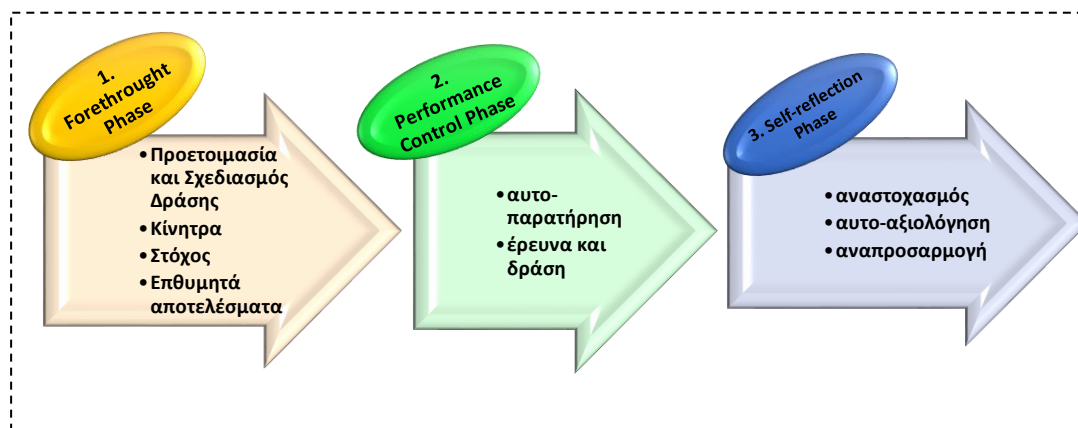 1.
Forethrought
Phase
• Προετοιμασία
και Σχεδιασμός
Δράσης
• Κίνητρα
• Στόχος
• Επθυμητά
αποτελέσματα
2.
Performance
Control Phase
• αυτο-
παρατήρηση
• έρευνα και
δράση
3. Self-reflection
Phase
• αναστοχασμός
• αυτο-αξιολόγηση
• αναπροσαρμογή